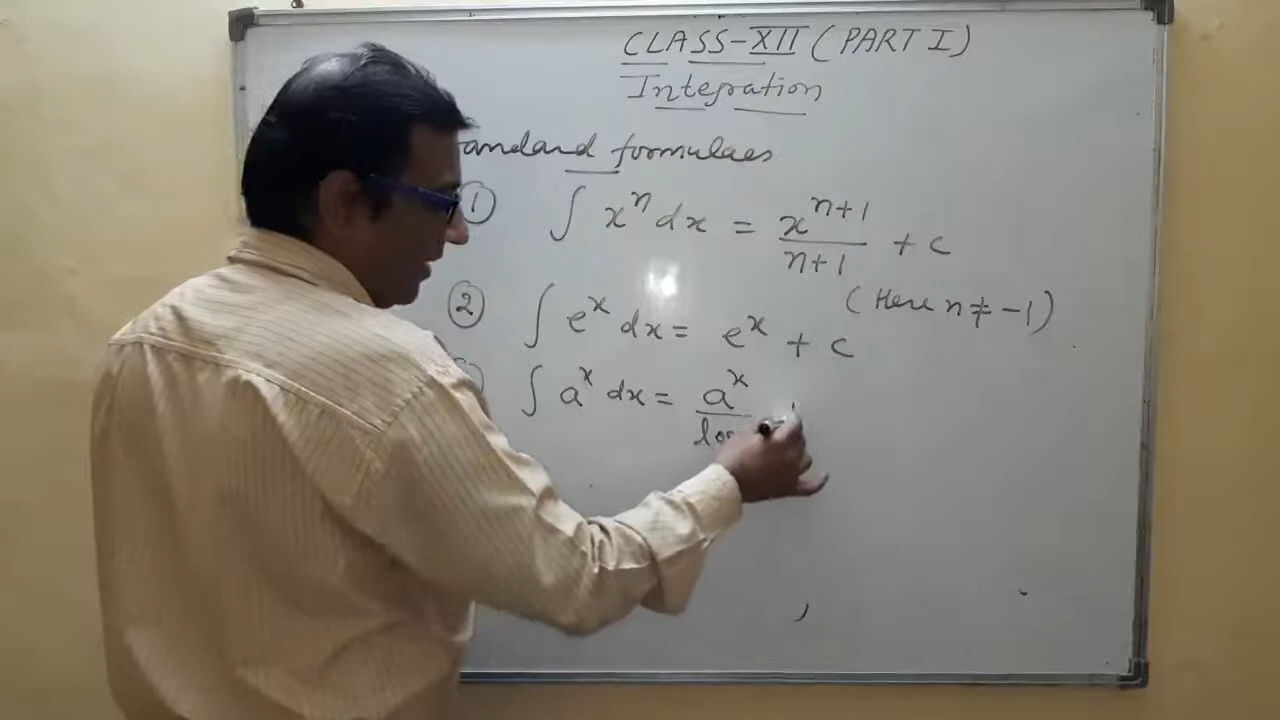 CLASS-XII (PART I)
Integration
andard formulaes
① ∫ xⁿ dx = xⁿ⁺¹/n+1 + c
(Here n ≠ -1)
② ∫ eˣ dx = eˣ + c
∫ aˣ dx = aˣ/lo